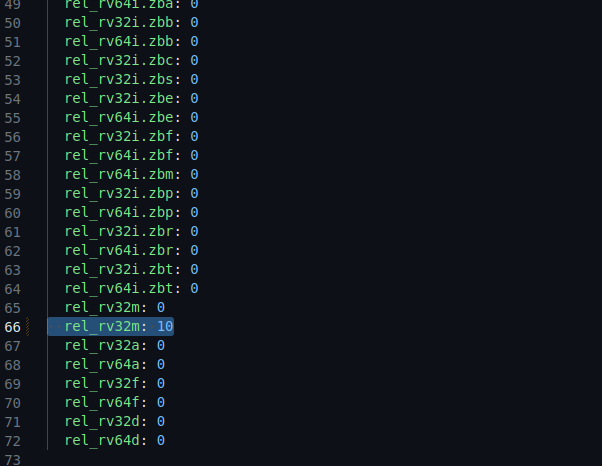 49 rel_rv64i.zba: 0
50 rel_rv32i.zbb: 0
51 rel_rv64i.zbb: 0
52 rel_rv32i.zbc: 0
53 rel_rv32i.zbs: 0
54 rel_rv32i.zbe: 0
55 rel_rv64i.zbe: 0
56 rel_rv32i.zbf: 0
57 rel_rv64i.zbf: 0
58 rel_rv64i.zbm: 0
59 rel_rv32i.zbp: 0
60 rel_rv64i.zbp: 0
61 rel_rv32i.zbr: 0
62 rel_rv64i.zbr: 0
63 rel_rv32i.zbt: 0
64 rel_rv64i.zbt: 0
65 rel_rv32m: 0
66 rel_rv32m: 10
67 rel_rv32a: 0
68 rel_rv64a: 0
69 rel_rv32f: 0
70 rel_rv64f: 0
71 rel_rv32d: 0
72 rel_rv64d: 0
73